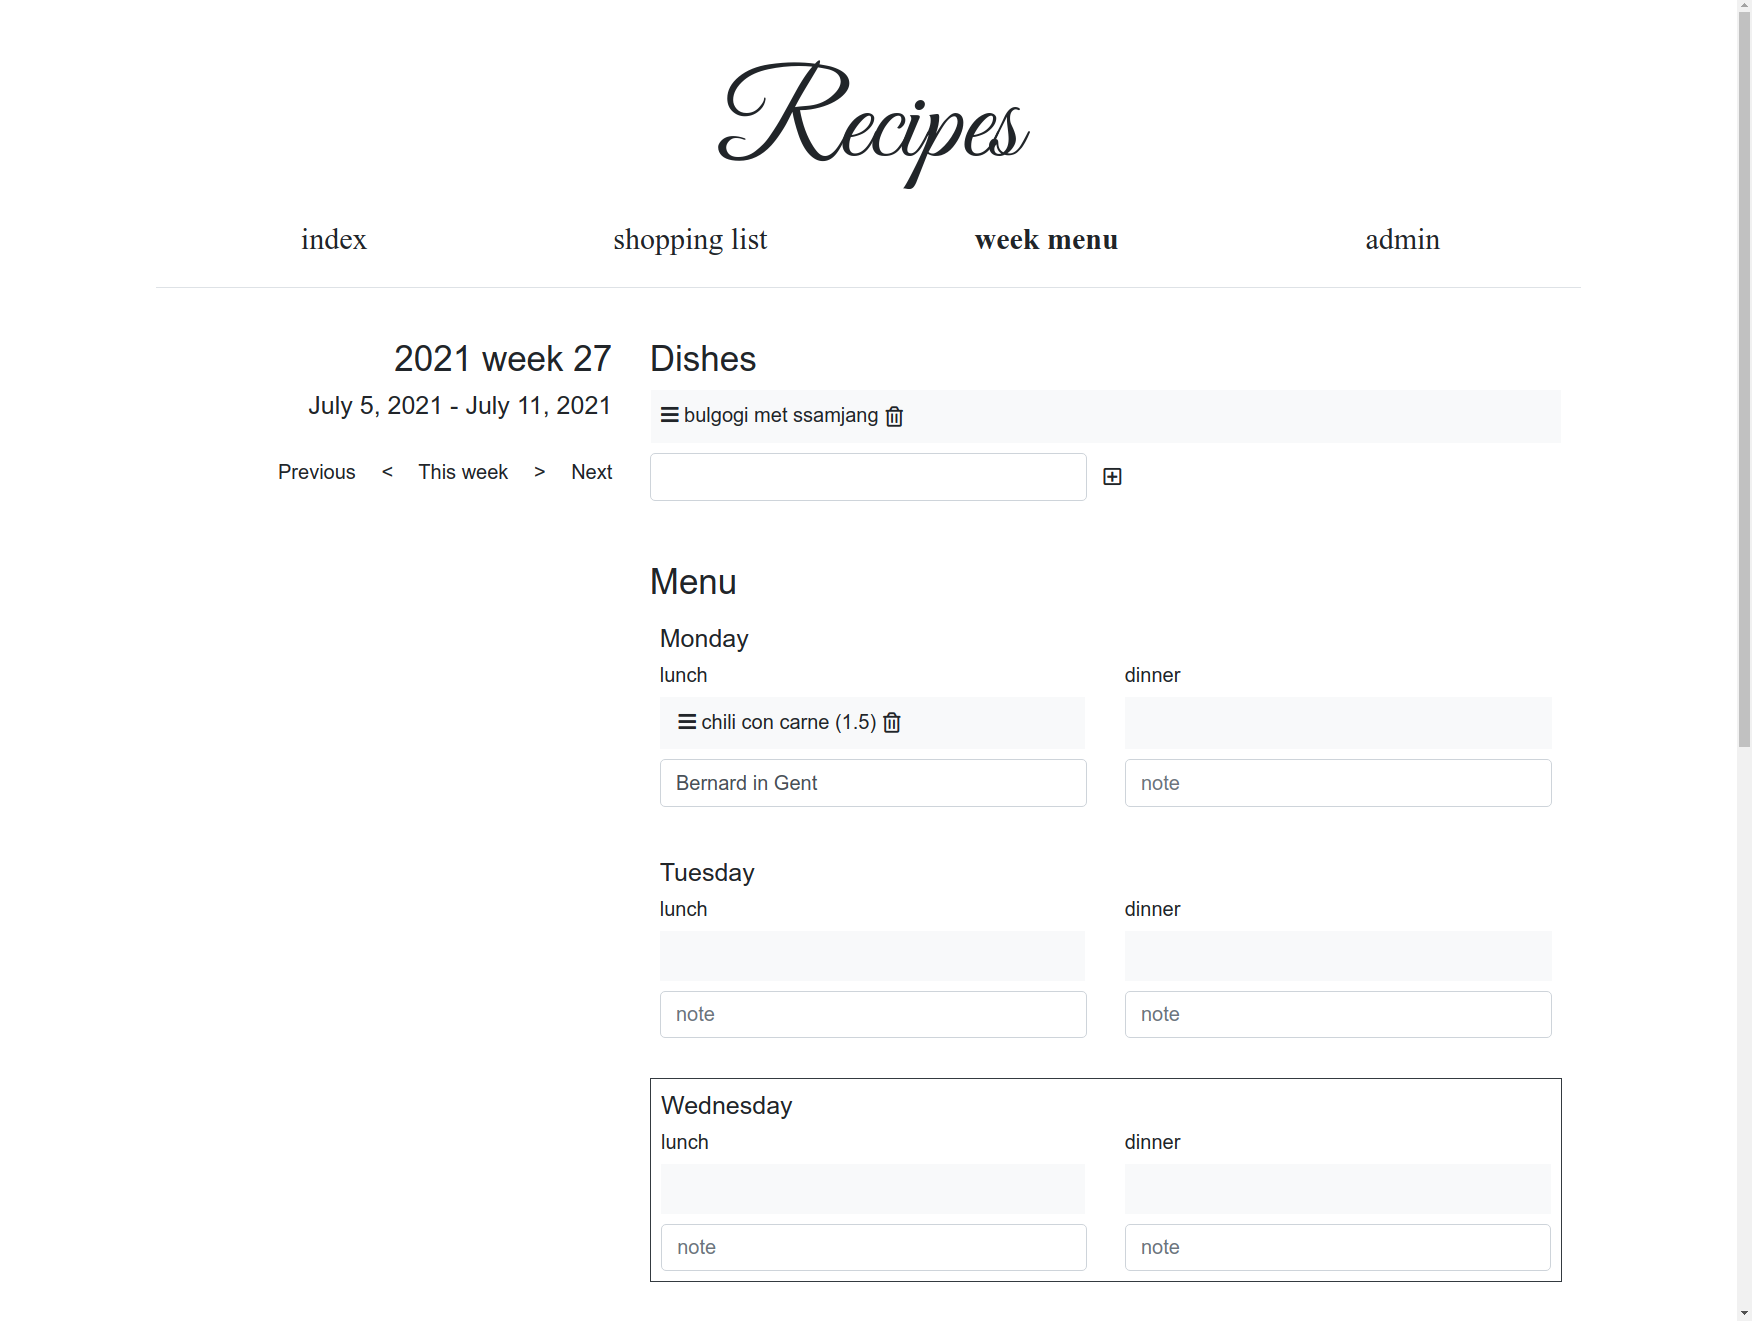 Recipes
index shopping list week menu admin
2021 week 27
July 5, 2021 - July 11, 2021
Previous < This week > Next
Dishes
bulgogi met ssamjang
Menu
Monday
lunch dinner
chili con carne (1.5)
Bernard in Gent note
Tuesday
lunch dinner
note note
Wednesday
lunch dinner
note note